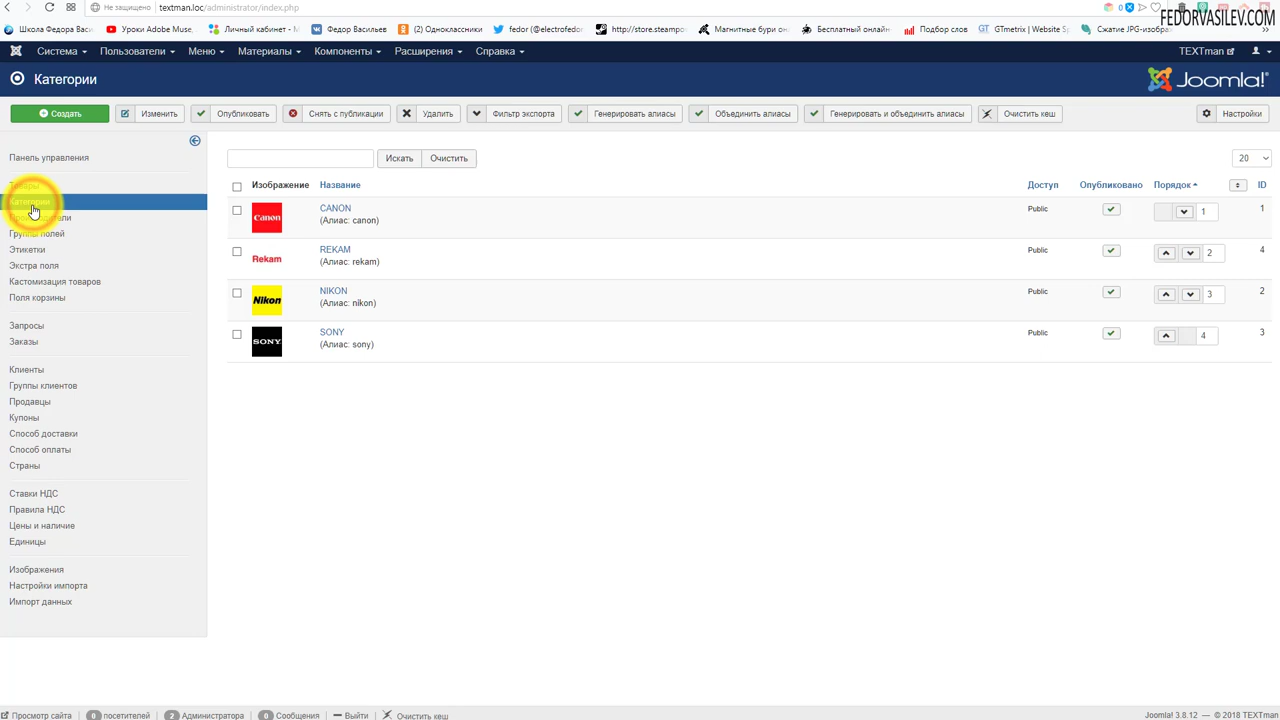 textman.loc/administrator/index.php
Не защищено
FEDORVASILEV.COM
Школа Федора Васи.
Уроки Adobe Muse,
Личный кабинет - M
Федор Васильев
(2) Одноклассники
fedor (@electrofedor
http://store.steampo
Магнитные бури он
Бесплатный онлайн
Подбор слов
GTmetrix | Website Sp
Сжатие JPG-изображ
Система
Пользователи
Меню
Материалы
Компоненты
Расширения
Справка
TEXTman
Категории
Joomla!
Создать
Изменить
Опубликовать
Снять с публикации
Удалить
Фильтр экспорта
Генерировать алиасы
Объединить алиасы
Генерировать и объединить алиасы
Очистить кеш
Настройки
Панель управления
Товары
Категории
Группы полей
Этикетки
Экстра поля
Кастомизация товаров
Поля корзины
Запросы
Заказы
Клиенты
Группы клиентов
Продавцы
Купоны
Способ доставки
Способ оплаты
Страны
Ставки НДС
Правила НДС
Цены и наличие
Единицы
Изображения
Настройки импорта
Импорт данных
Искать
Очистить
20
Изображение Название Доступ Опубликовано Порядок ID
Canon CANON Public 1 1
(Алиас: canon)
Rekam REKAM Public 2 4
(Алиас: rekam)
Nikon NIKON Public 3 2
(Алиас: nikon)
SONY SONY Public 4 3
(Алиас: sony)
Просмотр сайта 0 посетителей 2 Администратора 0 Сообщения Выйти Очистить кеш
Joomla! 3.8.12 — © 2018 TEXTman